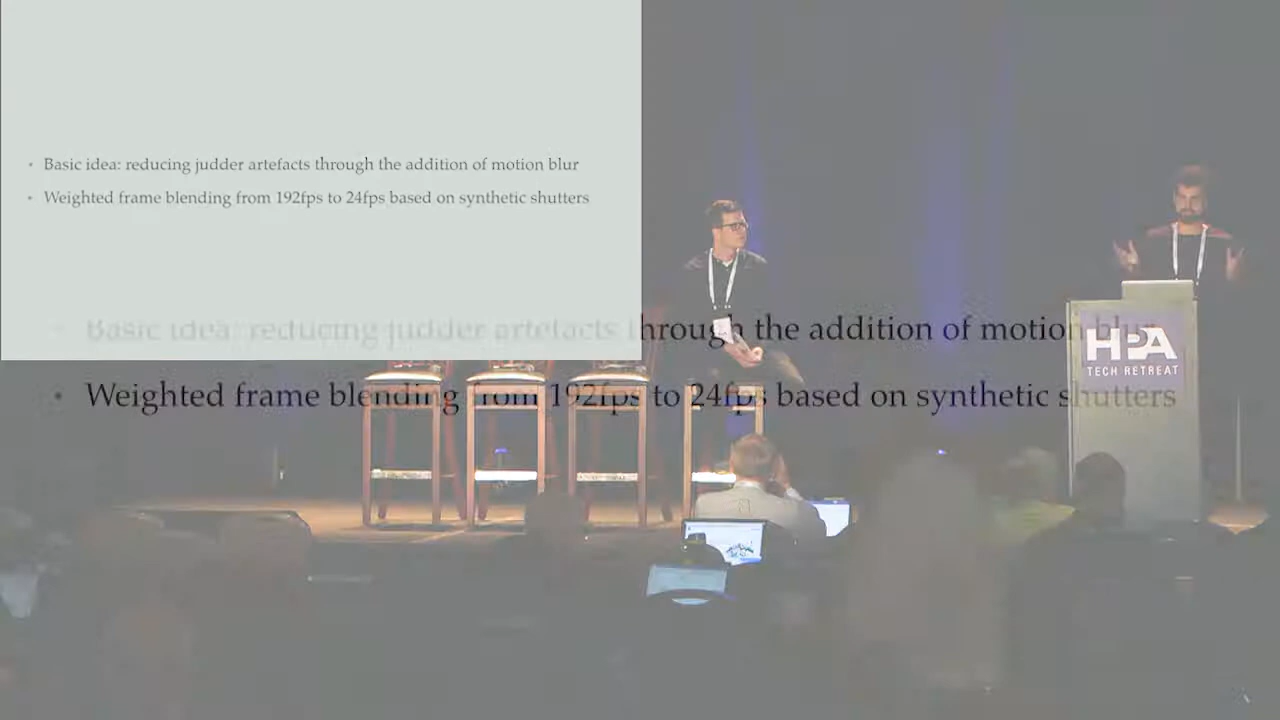 • Basic idea: reducing judder artefacts through the addition of motion blur
• Weighted frame blending from 192fps to 24fps based on synthetic shutters
• Basic idea: reducing judder artefacts through the addition of motion blur
• Weighted frame blending from 192fps to 24fps based on synthetic shutters
HPA
TECH RETREAT